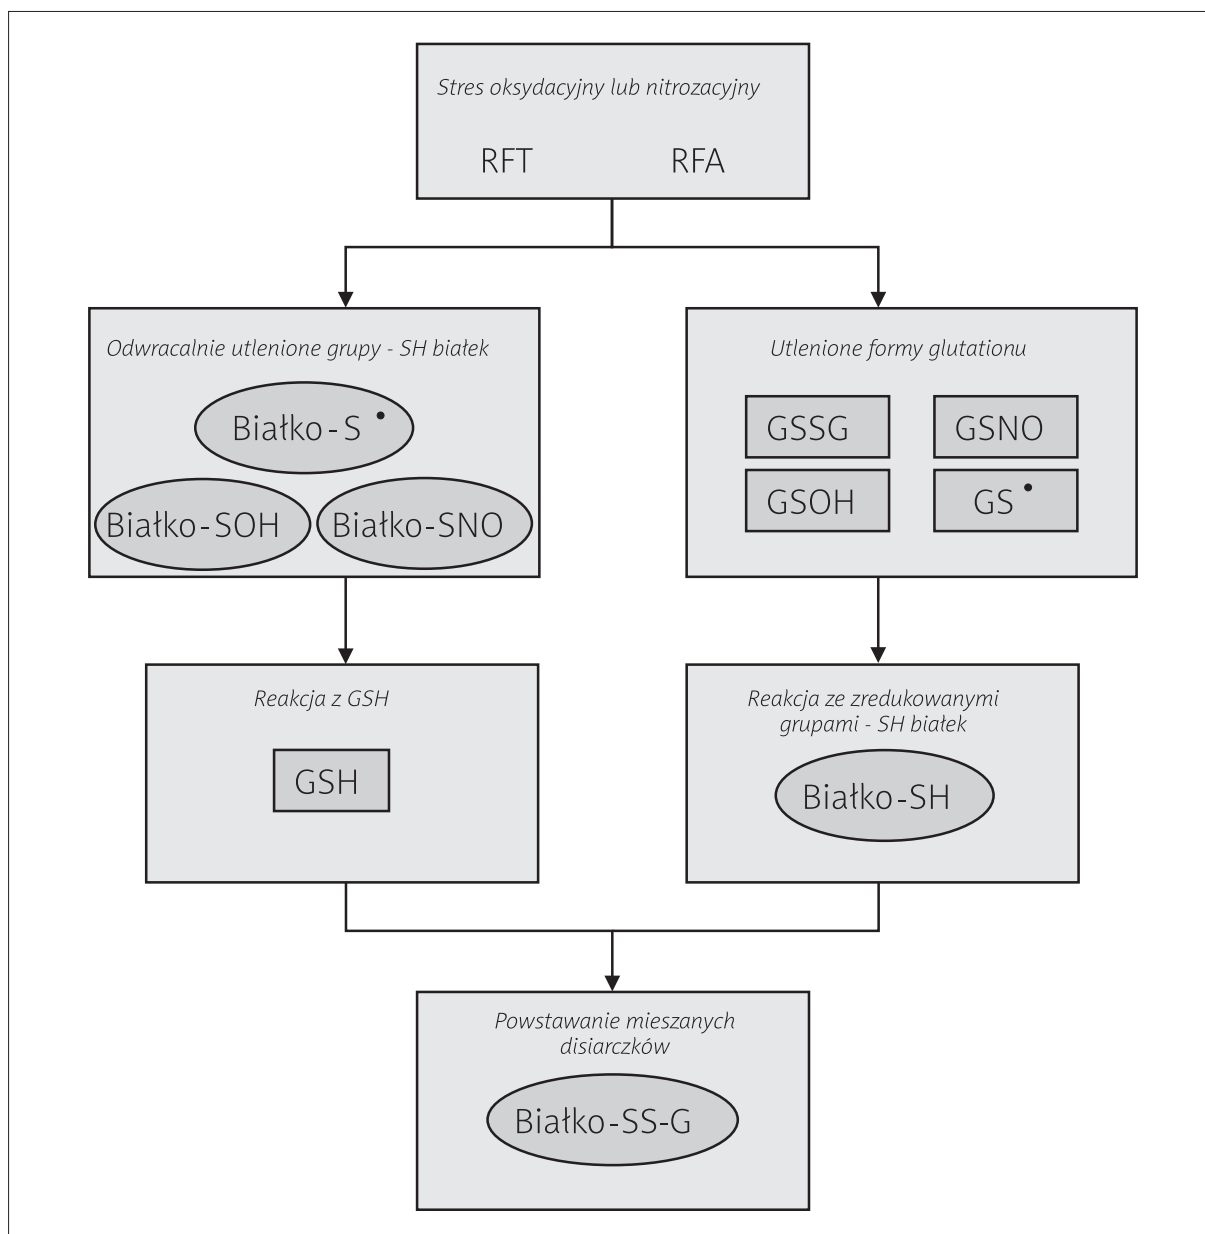 Stres oksydacyjny lub nitrozacyjny
RFT RFA
Odwracalnie utlenione grupy - SH białek
Białko-S •
Białko-SOH Białko-SNO
Utlenione formy glutationu
GSSG GSNO
GSOH GS •
Reakcja z GSH
GSH
Reakcja ze zredukowanymi
grupami - SH białek
Białko-SH
Powstawanie mieszanych
disiarczków
Białko-SS-G